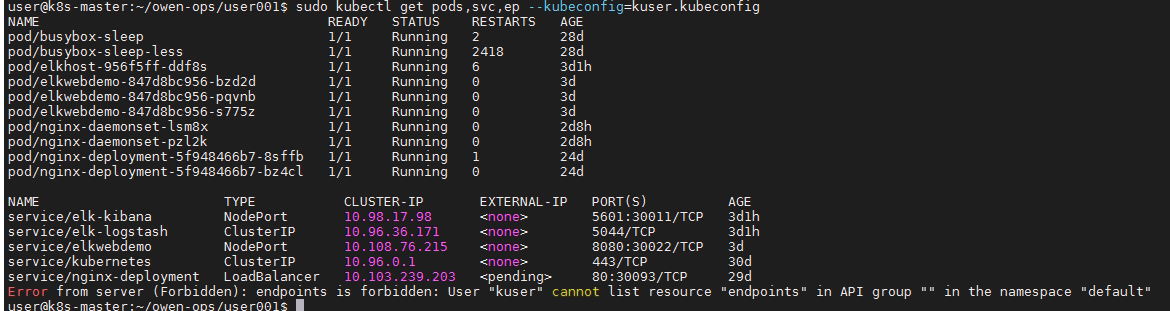 user@k8s-master:~/owen-ops/user001$ sudo kubectl get pods,svc,ep --kubeconfig=kuser.kubeconfig
NAME READY STATUS RESTARTS AGE
pod/busybox-sleep 1/1 Running 2 28d
pod/busybox-sleep-less 1/1 Running 2418 28d
pod/elkhost-956f5ff-ddf8s 1/1 Running 6 3d1h
pod/elkwebdemo-847d8bc956-bzd2d 1/1 Running 0 3d
pod/elkwebdemo-847d8bc956-pqvnb 1/1 Running 0 3d
pod/elkwebdemo-847d8bc956-s775z 1/1 Running 0 3d
pod/nginx-daemonset-lsm8x 1/1 Running 0 2d8h
pod/nginx-daemonset-pzl2k 1/1 Running 0 2d8h
pod/nginx-deployment-5f948466b7-8sffb 1/1 Running 1 24d
pod/nginx-deployment-5f948466b7-bz4cl 1/1 Running 0 24d
NAME TYPE CLUSTER-IP EXTERNAL-IP PORT(S) AGE
service/elk-kibana NodePort 10.98.17.98 <none> 5601:30011/TCP 3d1h
service/elk-logstash ClusterIP 10.96.36.171 <none> 5044/TCP 3d1h
service/elkwebdemo NodePort 10.108.76.215 <none> 8080:30022/TCP 3d
service/kubernetes ClusterIP 10.96.0.1 <none> 443/TCP 30d
service/nginx-deployment LoadBalancer 10.103.239.203 <pending> 80:30093/TCP 29d
Error from server (Forbidden): endpoints is forbidden: User "kuser" cannot list resource "endpoints" in API group "" in the namespace "default"
user@k8s-master:~/owen-ops/user001$